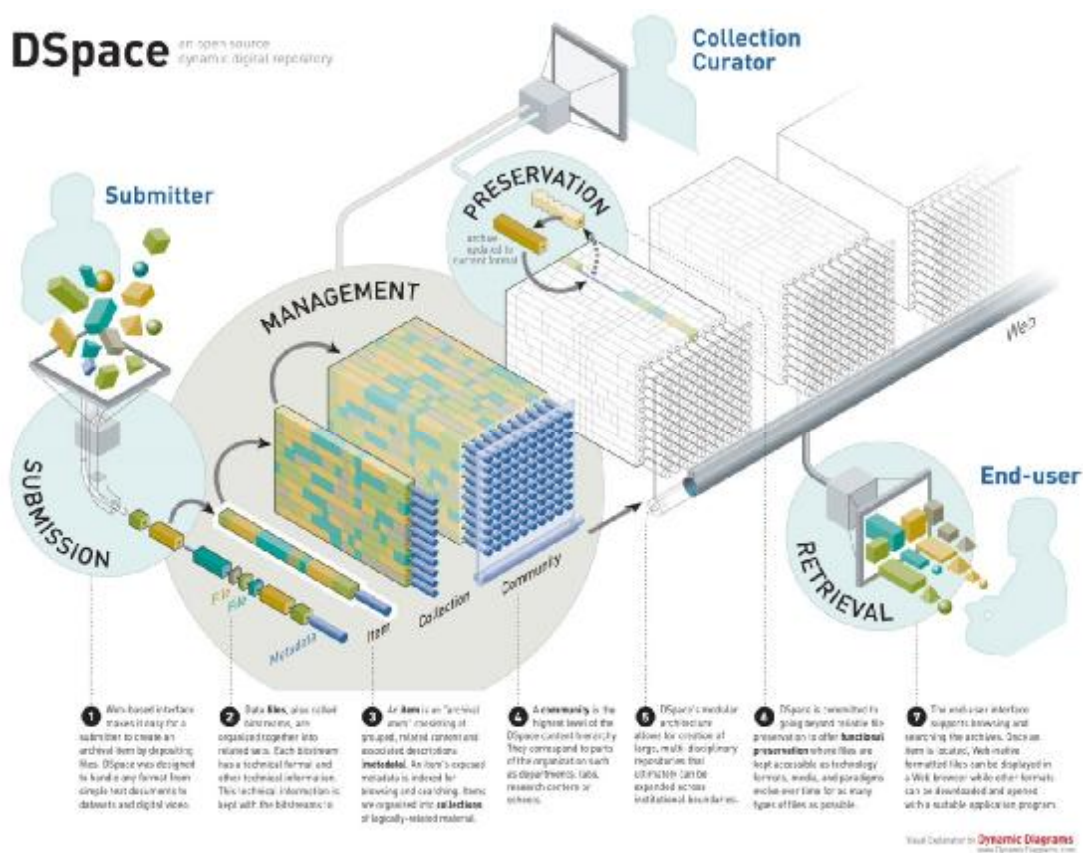 DSpace
an open source
dynamic digital repository
Collection
Curator
Submitter
PRESERVATION
archive
updated to
current format
MANAGEMENT
Web
SUBMISSION
End-user
RETRIEVAL
File
File
Metadata
Item
Collection
Community
1 Web-based interface
makes it easy for a
submitter to create an
archival item by depositing
files. DSpace was designed
to handle any format from
simple text documents to
datasets and digital video.
2 Data files, also called
bitstreams, are
organized together into
related sets. Each bitstream
has a technical format and
other technical information.
This technical information is
kept with the bitstreams to
3 An item is an "archival
atom" consisting of
grouped, related content and
associated descriptions
(metadata). An item's exposed
metadata is indexed for
browsing and searching. Items
are organized into collections
of logically-related material.
4 A community is the
highest level of the
DSpace content hierarchy.
They correspond to parts
of the organization such
as departments, labs,
research centers or
schools.
5 DSpace's modular
architecture
allows for creation of
large, multi-disciplinary
repositories that
ultimately can be
expanded across
institutional boundaries.
6 DSpace is committed to
going beyond reliable file
preservation to offer functional
preservation where files are
kept accessible as technology
formats, media, and paradigms
evolve over time for as many
types of files as possible.
7 The end-user interface
supports browsing and
searching the archives. Once an
item is located, Web-native
formatted files can be displayed
in a Web browser while other formats
can be downloaded and opened
with a suitable application program.
Visual Explanation by Dynamic Diagrams
www.DynamicDiagrams.com